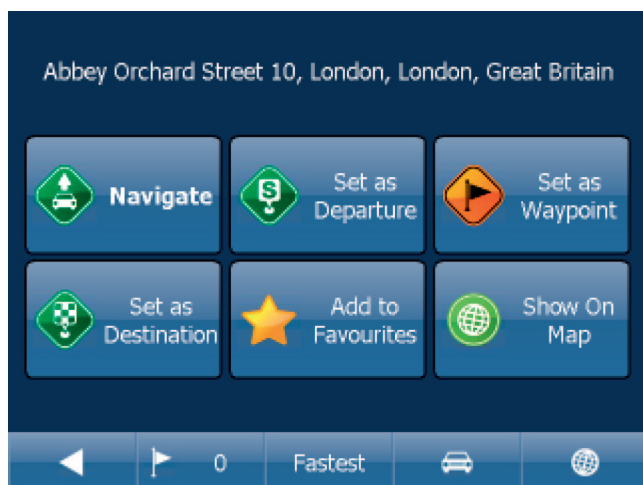 Abbey Orchard Street 10, London, London, Great Britain
Navigate
Set as
Departure
Set as
Waypoint
Set as
Destination
Add to
Favourites
Show On
Map
0
Fastest